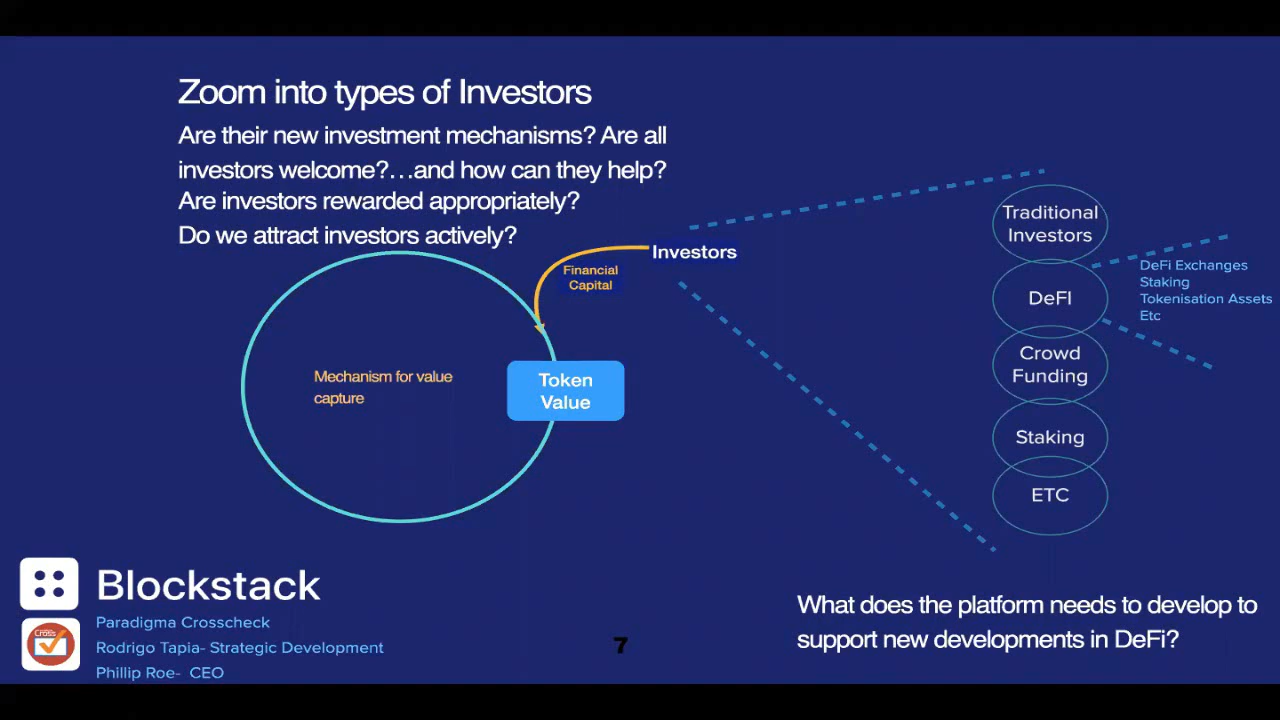 Zoom into types of Investors
Are their new investment mechanisms? Are all
investors welcome?...and how can they help?
Are investors rewarded appropriately?
Do we attract investors actively?
Investors
Financial
Capital
Mechanism for value
capture
Token
Value
Traditional
Investors
DeFI
Crowd
Funding
Staking
ETC
DeFi Exchanges
Staking
Tokenisation Assets
Etc
Blockstack
Cross
Paradigma Crosscheck
Rodrigo Tapia- Strategic Development
Phillip Roe- CEO
7
What does the platform needs to develop to
support new developments in DeFi?